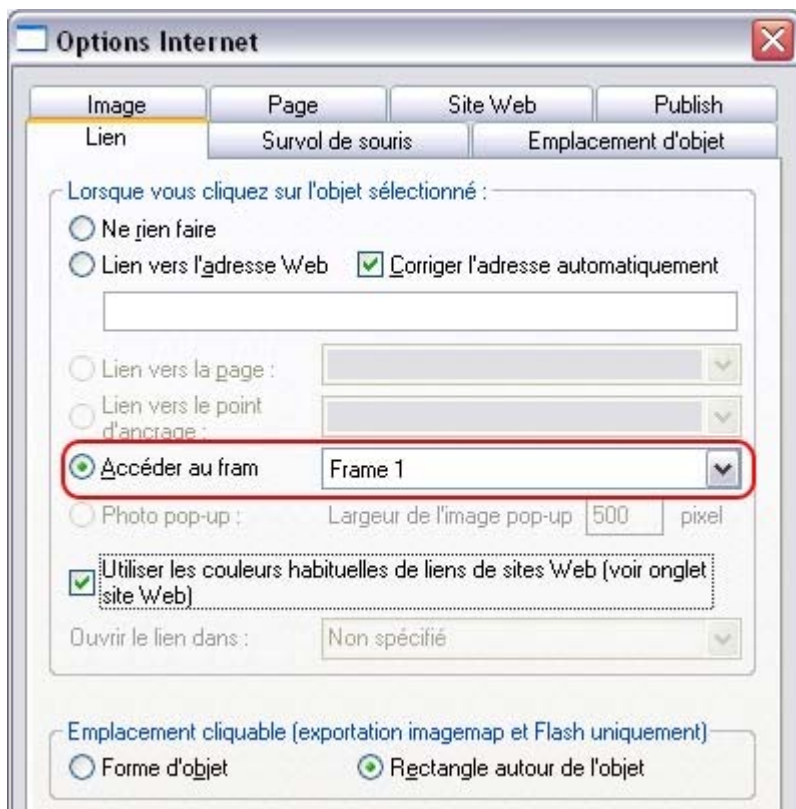 Options Internet
Image Page Site Web Publish
Lien Survol de souris Emplacement d'objet
Lorsque vous cliquez sur l'objet sélectionné :
Ne rien faire
Lien vers l'adresse Web Corriger l'adresse automatiquement
Lien vers la page :
Lien vers le point
d'ancrage :
Accéder au fram Frame 1
Photo pop-up : Largeur de l'image pop-up 500 pixel
Utiliser les couleurs habituelles de liens de sites Web (voir onglet
site Web)
Ouvrir le lien dans : Non spécifié
Emplacement cliquable (exportation imagemap et Flash uniquement)
Forme d'objet Rectangle autour de l'objet